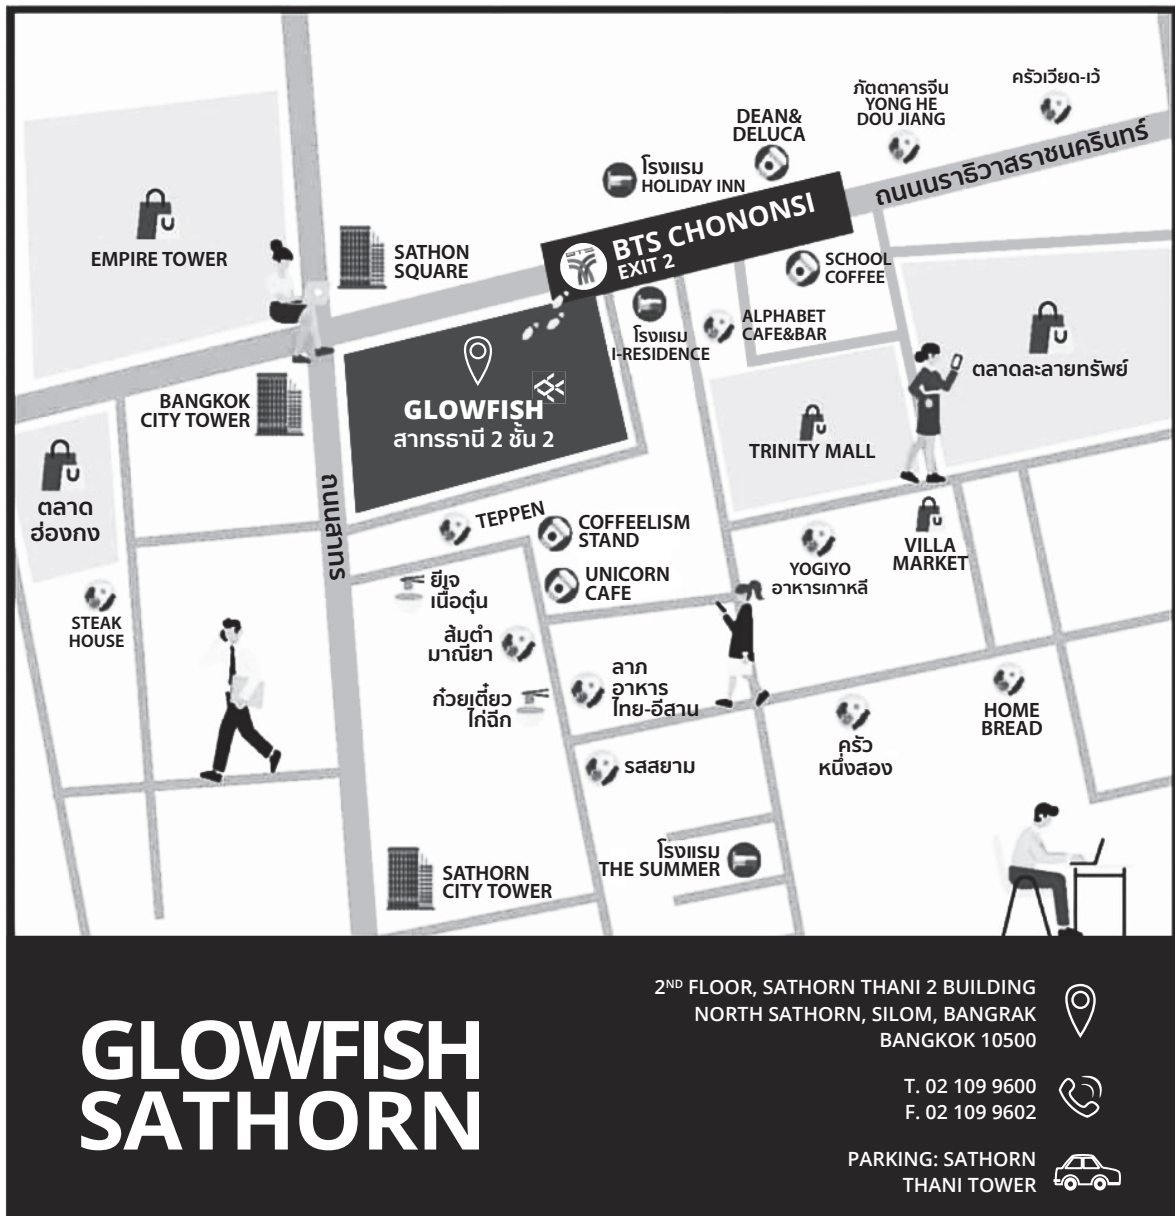 ครัวเวียด-เว้
ภัตตาคารจีน
YONG HE
DOU JIANG
DEAN&
DELUCA
ถนนนราธิวาสราชนครินทร์
โรงแรม
HOLIDAY INN
BTS CHONONSI
EXIT 2
EMPIRE TOWER
SATHON
SQUARE
SCHOOL
COFFEE
โรงแรม
I-RESIDENCE
ALPHABET
CAFE&BAR
ตลาดละลายทรัพย์
BANGKOK
CITY TOWER
GLOWFISH
สาทรธานี 2 ชั้น 2
TRINITY MALL
ตลาด
ฮ่องกง
ถนนสาทร
TEPPEN
COFFEELISM
STAND
VILLA
MARKET
YOGIYO
อาหารเกาหลี
ยีเจ
เนื้อตุ๋น
UNICORN
CAFE
STEAK
HOUSE
ส้มตำ
มาณียา
ลาภ
อาหาร
ไทย-อีสาน
ก๋วยเตี๋ยว
ไก่ฉีก
HOME
BREAD
ครัว
หนึ่งสอง
รสสยาม
โรงแรม
THE SUMMER
SATHORN
CITY TOWER
GLOWFISH
SATHORN
2ND FLOOR, SATHORN THANI 2 BUILDING
NORTH SATHORN, SILOM, BANGRAK
BANGKOK 10500
T. 02 109 9600
F. 02 109 9602
PARKING: SATHORN
THANI TOWER